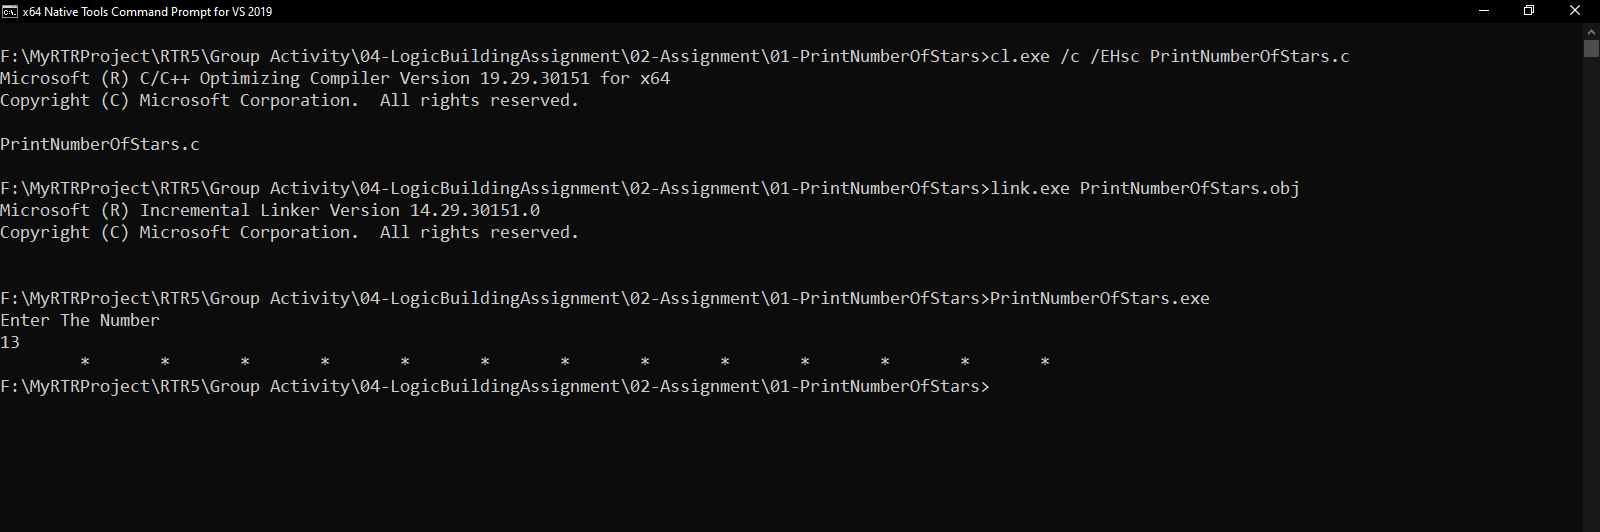 x64 Native Tools Command Prompt for VS 2019
F:\MyRTRProject\RTR5\Group Activity\04-LogicBuildingAssignment\02-Assignment\01-PrintNumberOfStars>cl.exe /c /EHsc PrintNumberOfStars.c
Microsoft (R) C/C++ Optimizing Compiler Version 19.29.30151 for x64
Copyright (C) Microsoft Corporation.  All rights reserved.
PrintNumberOfStars.c
F:\MyRTRProject\RTR5\Group Activity\04-LogicBuildingAssignment\02-Assignment\01-PrintNumberOfStars>link.exe PrintNumberOfStars.obj
Microsoft (R) Incremental Linker Version 14.29.30151.0
Copyright (C) Microsoft Corporation.  All rights reserved.
F:\MyRTRProject\RTR5\Group Activity\04-LogicBuildingAssignment\02-Assignment\01-PrintNumberOfStars>PrintNumberOfStars.exe
Enter The Number
13
        *       *       *       *       *       *       *       *       *       *       *       *       *
F:\MyRTRProject\RTR5\Group Activity\04-LogicBuildingAssignment\02-Assignment\01-PrintNumberOfStars>